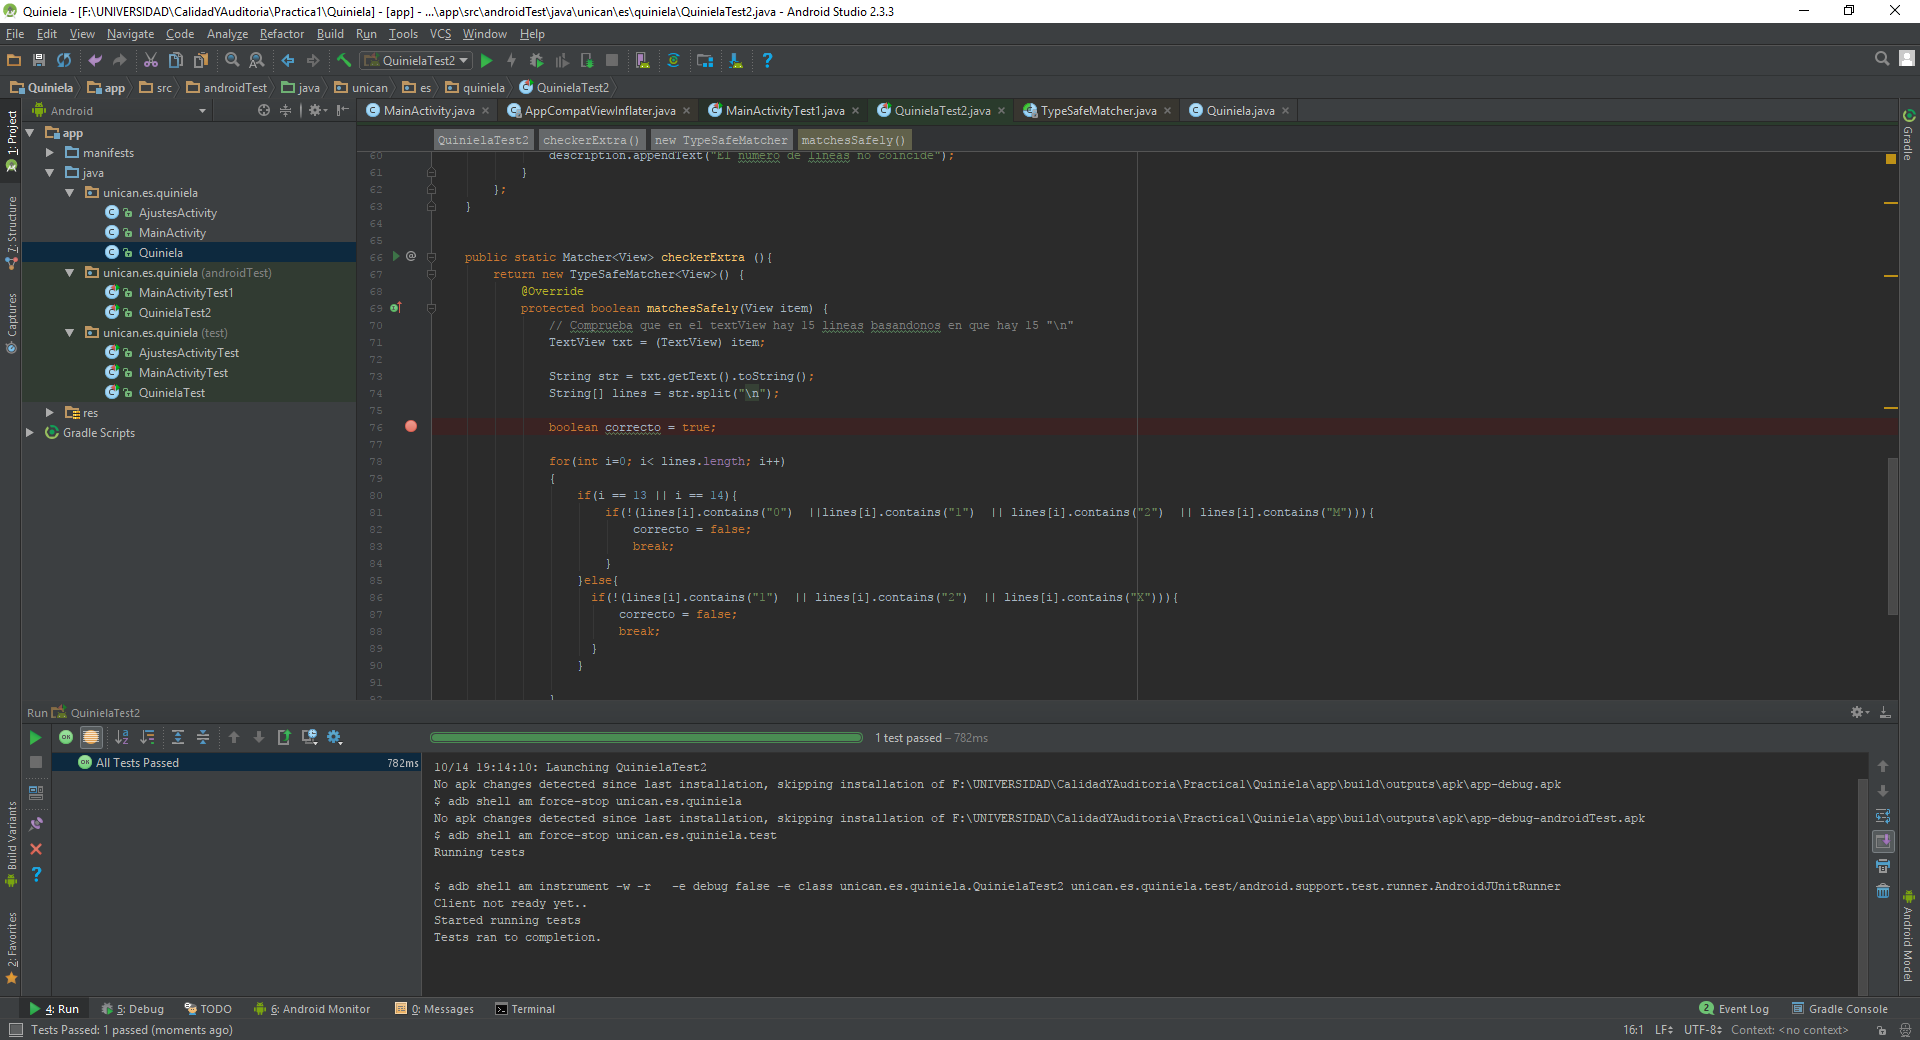 Quiniela - [F:\UNIVERSIDAD\CalidadYAuditoria\Practica1\Quiniela] - [app] - ...\app\src\androidTest\java\unican\es\quiniela\QuinielaTest2.java - Android Studio 2.3.3
File Edit View Navigate Code Analyze Refactor Build Run Tools VCS Window Help
QuinielaTest2
Quiniela app src androidTest java unican es quiniela QuinielaTest2
Android
MainActivity.java AppCompatViewInflater.java MainActivityTest1.java QuinielaTest2.java TypeSafeMatcher.java Quiniela.java
QuinielaTest2 checkerExtra() new TypeSafeMatcher matchesSafely()
1: Project
7: Structure
Captures
Build Variants
2: Favorites
Gradle
Android Model
app
manifests
java
unican.es.quiniela
AjustesActivity
MainActivity
Quiniela
unican.es.quiniela (androidTest)
MainActivityTest1
QuinielaTest2
unican.es.quiniela (test)
AjustesActivityTest
MainActivityTest
QuinielaTest
res
Gradle Scripts
60 description.appendText("El numero de lineas no coincide");
61 }
62 };
63 }
64
65
66 @ public static Matcher<View> checkerExtra (){
67 return new TypeSafeMatcher<View>() {
68 @Override
69 protected boolean matchesSafely(View item) {
70 // Comprueba que en el textView hay 15 lineas basandonos en que hay 15 "\n"
71 TextView txt = (TextView) item;
72
73 String str = txt.getText().toString();
74 String[] lines = str.split("\n");
75
76 boolean correcto = true;
77
78 for(int i=0; i< lines.length; i++)
79 {
80 if(i == 13 || i == 14){
81 if(!(lines[i].contains("0") ||lines[i].contains("1") || lines[i].contains("2") || lines[i].contains("M"))){
82 correcto = false;
83 break;
84 }
85 }else{
86 if(!(lines[i].contains("1") || lines[i].contains("2") || lines[i].contains("X"))){
87 correcto = false;
88 break;
89 }
90 }
91
92 }
Run QuinielaTest2
1 test passed – 782ms
All Tests Passed 782ms
10/14 19:14:10: Launching QuinielaTest2
No apk changes detected since last installation, skipping installation of F:\UNIVERSIDAD\CalidadYAuditoria\Practica1\Quiniela\app\build\outputs\apk\app-debug.apk
$ adb shell am force-stop unican.es.quiniela
No apk changes detected since last installation, skipping installation of F:\UNIVERSIDAD\CalidadYAuditoria\Practica1\Quiniela\app\build\outputs\apk\app-debug-androidTest.apk
$ adb shell am force-stop unican.es.quiniela.test
Running tests
$ adb shell am instrument -w -r   -e debug false -e class unican.es.quiniela.QuinielaTest2 unican.es.quiniela.test/android.support.test.runner.AndroidJUnitRunner
Client not ready yet..
Started running tests
Tests ran to completion.
4: Run 5: Debug TODO 6: Android Monitor 0: Messages Terminal 2 Event Log Gradle Console
Tests Passed: 1 passed (moments ago) 16:1 LF UTF-8 Context: <no context>